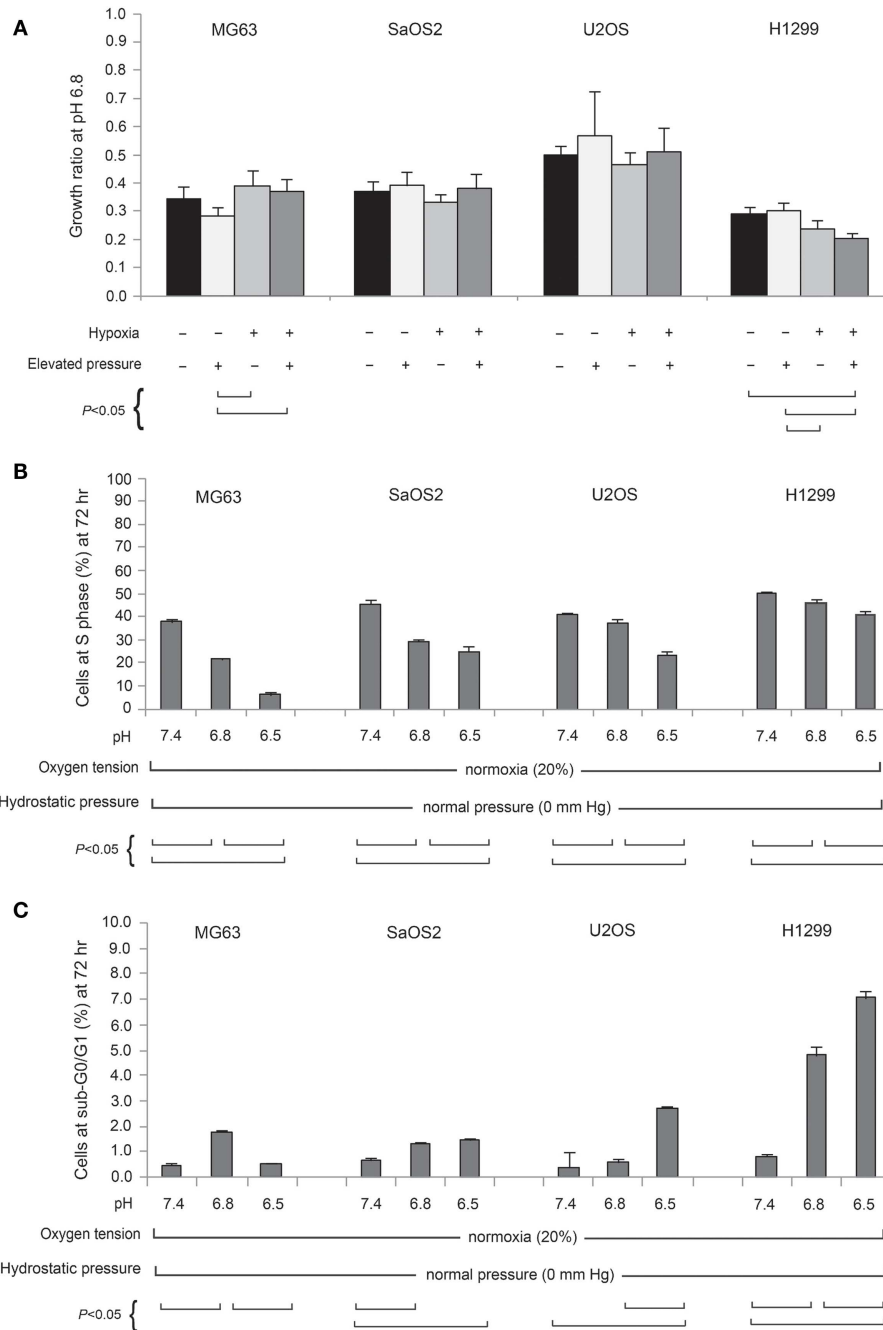 A
MG63 SaOS2 U2OS H1299
Growth ratio at pH 6.8
1.0
0.9
0.8
0.7
0.6
0.5
0.4
0.3
0.2
0.1
0.0
Hypoxia – – + + – – + + – – + + – – + +
Elevated pressure – + – + – + – + – + – + – + – +
P<0.05 {
B
MG63 SaOS2 U2OS H1299
Cells at S phase (%) at 72 hr
100
90
80
70
60
50
40
30
20
10
0
pH 7.4 6.8 6.5 7.4 6.8 6.5 7.4 6.8 6.5 7.4 6.8 6.5
Oxygen tension normoxia (20%)
Hydrostatic pressure normal pressure (0 mm Hg)
P<0.05 {
C
MG63 SaOS2 U2OS H1299
Cells at sub-G0/G1 (%) at 72 hr
10.0
9.0
8.0
7.0
6.0
5.0
4.0
3.0
2.0
1.0
0.0
pH 7.4 6.8 6.5 7.4 6.8 6.5 7.4 6.8 6.5 7.4 6.8 6.5
Oxygen tension normoxia (20%)
Hydrostatic pressure normal pressure (0 mm Hg)
P<0.05 {